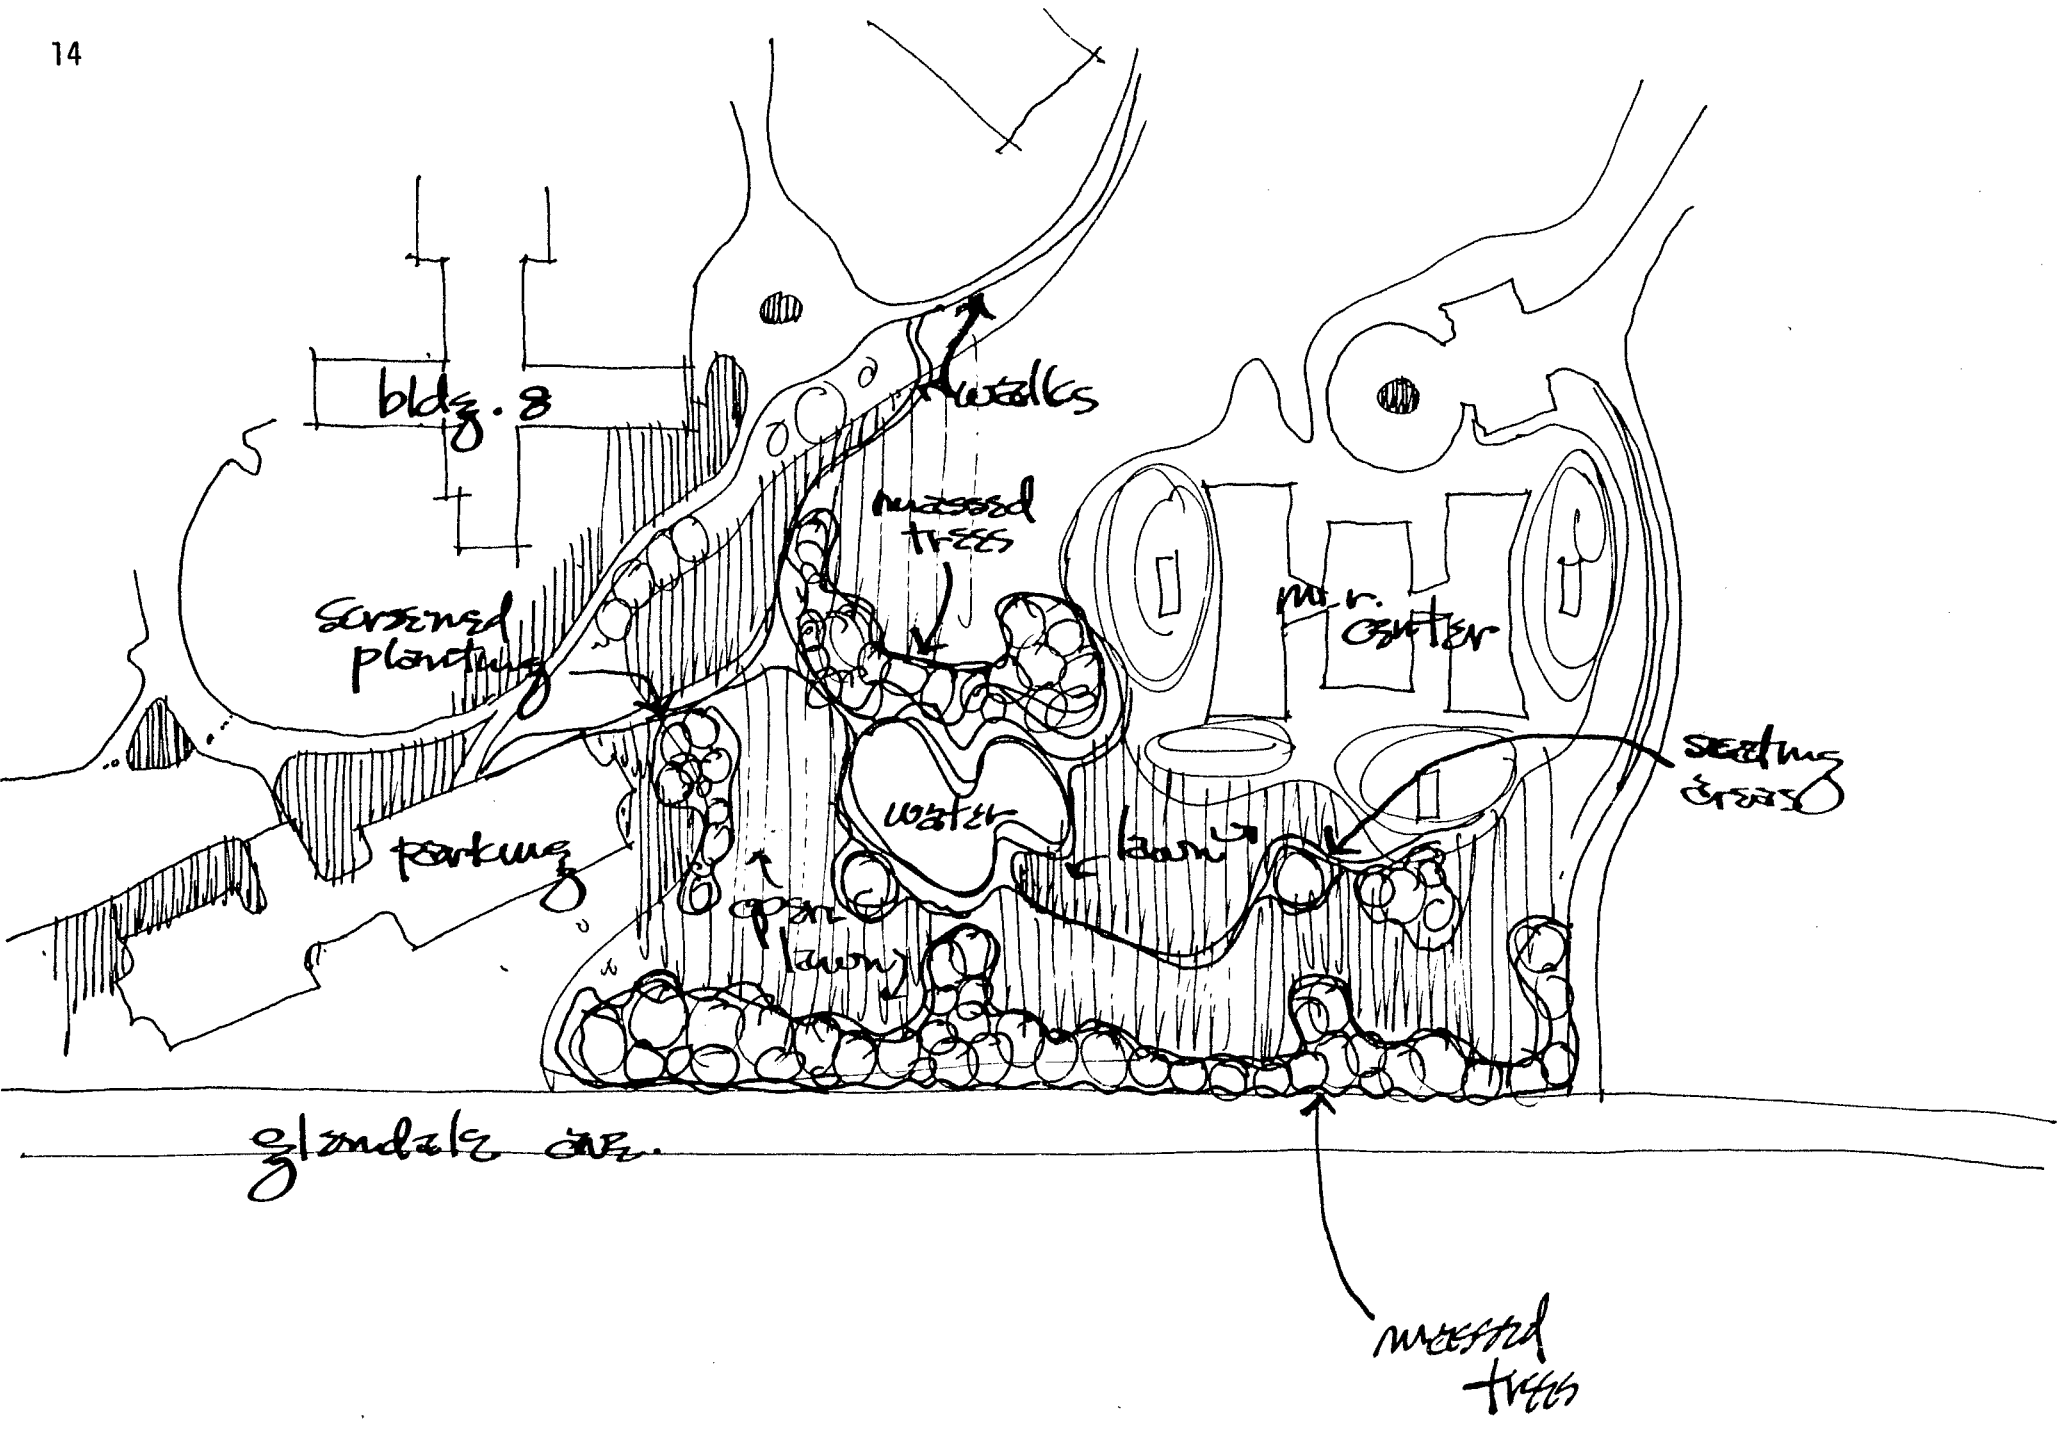 14
bldg. 8
walks
massed
trees
screened
planting
m.r.
center
seating
areas
water
lawn
parking
open
lawn
glendale ave.
massed
trees